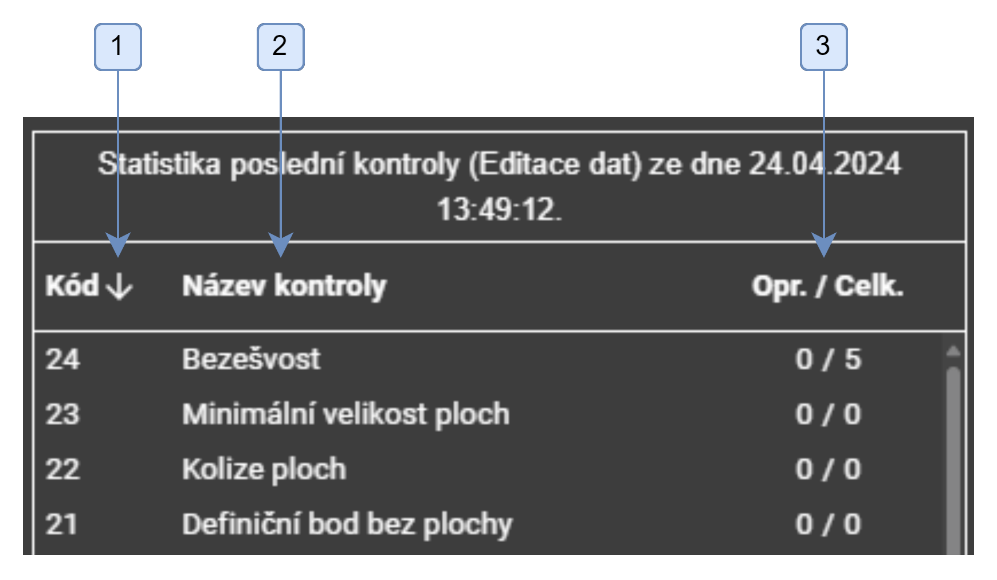 1 2 3
Statistika poslední kontroly (Editace dat) ze dne 24.04.2024
13:49:12.
Kód ↓ Název kontroly Opr. / Celk.
24 Bezešvost 0 / 5
23 Minimální velikost ploch 0 / 0
22 Kolize ploch 0 / 0
21 Definiční bod bez plochy 0 / 0